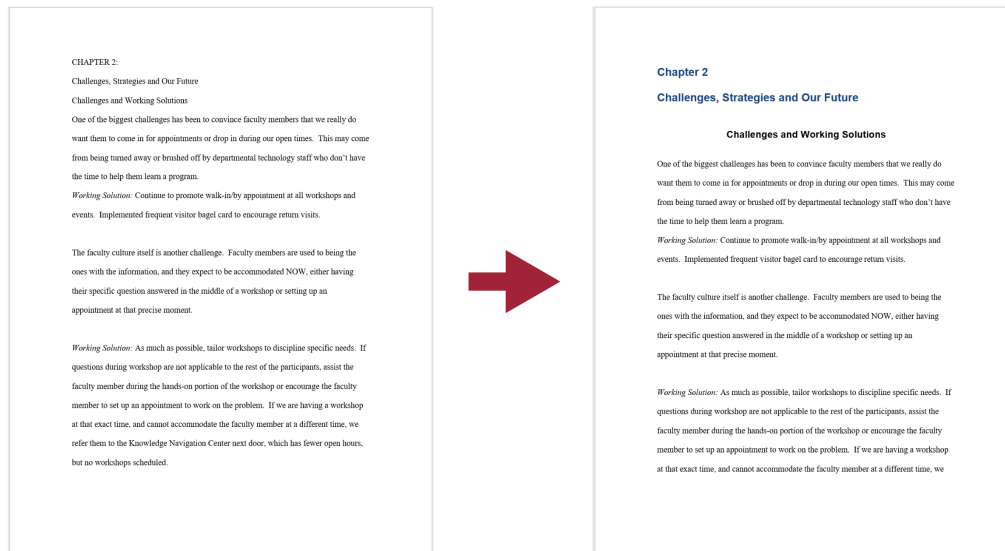 CHAPTER 2:
Challenges, Strategies and Our Future
Challenges and Working Solutions
One of the biggest challenges has been to convince faculty members that we really do
want them to come in for appointments or drop in during our open times.  This may come
from being turned away or brushed off by departmental technology staff who don't have
the time to help them learn a program.
Working Solution: Continue to promote walk-in/by appointment at all workshops and
events.  Implemented frequent visitor bagel card to encourage return visits.
The faculty culture itself is another challenge.  Faculty members are used to being the
ones with the information, and they expect to be accommodated NOW, either having
their specific question answered in the middle of a workshop or setting up an
appointment at that precise moment.
Working Solution: As much as possible, tailor workshops to discipline specific needs.  If
questions during workshop are not applicable to the rest of the participants, assist the
faculty member during the hands-on portion of the workshop or encourage the faculty
member to set up an appointment to work on the problem.  If we are having a workshop
at that exact time, and cannot accommodate the faculty member at a different time, we
refer them to the Knowledge Navigation Center next door, which has fewer open hours,
but no workshops scheduled.
Chapter 2
Challenges, Strategies and Our Future
Challenges and Working Solutions
One of the biggest challenges has been to convince faculty members that we really do
want them to come in for appointments or drop in during our open times.  This may come
from being turned away or brushed off by departmental technology staff who don't have
the time to help them learn a program.
Working Solution: Continue to promote walk-in/by appointment at all workshops and
events.  Implemented frequent visitor bagel card to encourage return visits.
The faculty culture itself is another challenge.  Faculty members are used to being the
ones with the information, and they expect to be accommodated NOW, either having
their specific question answered in the middle of a workshop or setting up an
appointment at that precise moment.
Working Solution: As much as possible, tailor workshops to discipline specific needs.  If
questions during workshop are not applicable to the rest of the participants, assist the
faculty member during the hands-on portion of the workshop or encourage the faculty
member to set up an appointment to work on the problem.  If we are having a workshop
at that exact time, and cannot accommodate the faculty member at a different time, we